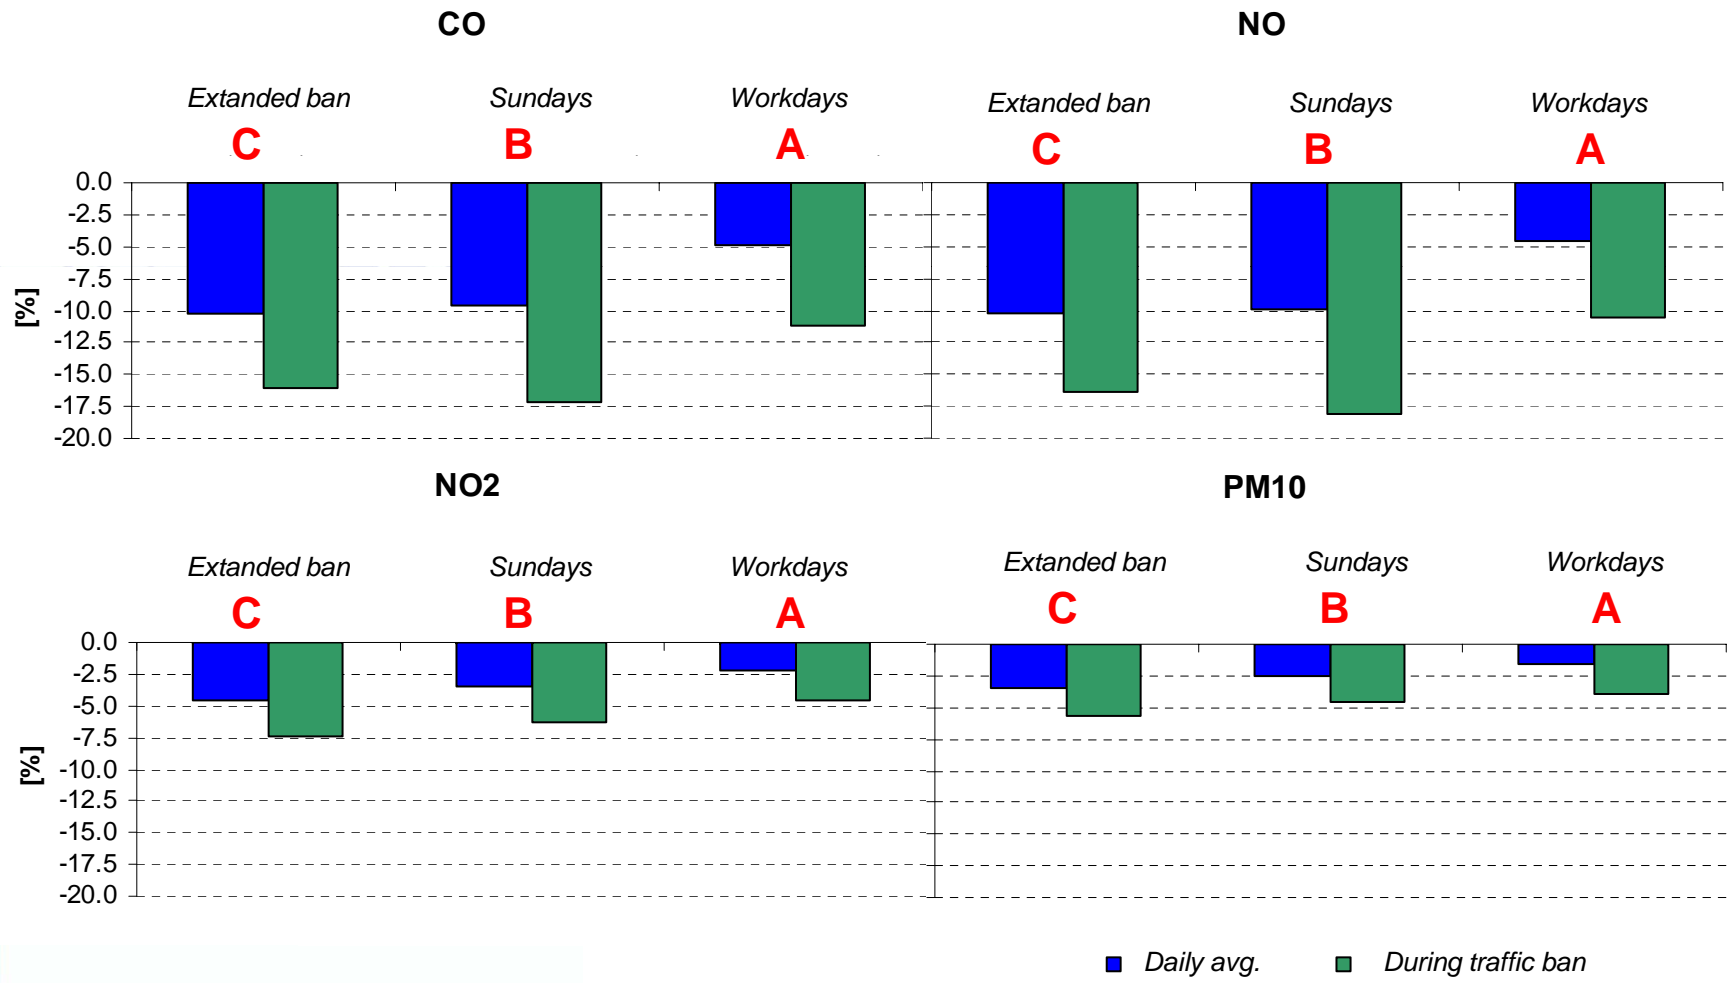 CO
NO
Extanded ban Sundays Workdays
C B A
Extanded ban Sundays Workdays
C B A
0.0
-2.5
-5.0
-7.5
-10.0
-12.5
-15.0
-17.5
-20.0
[%]
NO2
PM10
Extanded ban Sundays Workdays
C B A
Extanded ban Sundays Workdays
C B A
0.0
-2.5
-5.0
-7.5
-10.0
-12.5
-15.0
-17.5
-20.0
[%]
Daily avg. During traffic ban